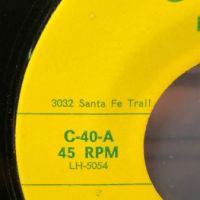 3032 Santa Fe Trail
C-40-A
45 RPM
LH-5054